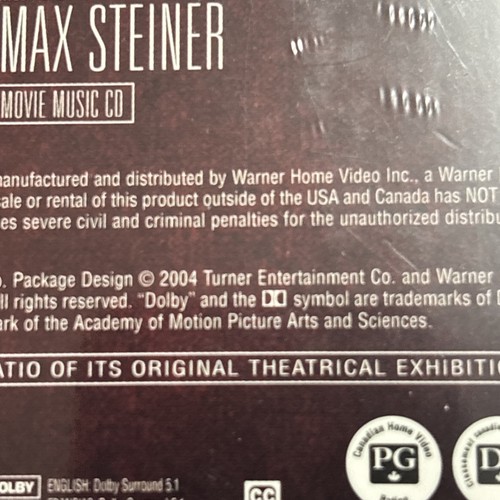 MAX STEINER
MOVIE MUSIC CD
manufactured and distributed by Warner Home Video Inc., a Warner
sale or rental of this product outside of the USA and Canada has NOT
es severe civil and criminal penalties for the unauthorized distribu
o. Package Design © 2004 Turner Entertainment Co. and Warner
ll rights reserved. “Dolby” and the symbol are trademarks of D
ark of the Academy of Motion Picture Arts and Sciences.
ATIO OF ITS ORIGINAL THEATRICAL EXHIBITIO
Canadian Home Video
PG
DOLBY ENGLISH: Dolby Surround 5.1
CC